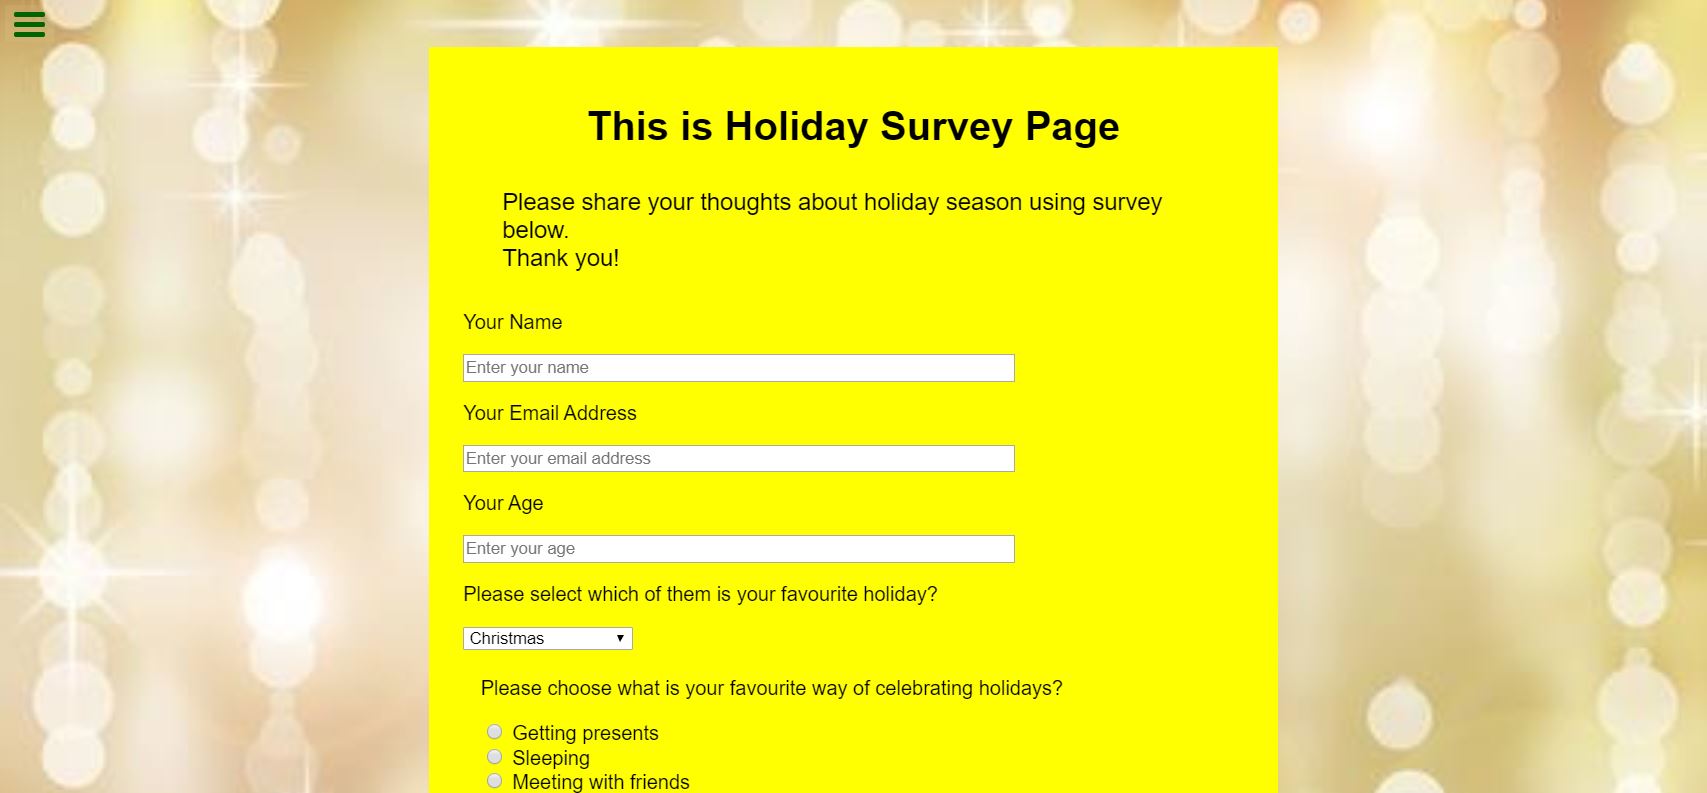 This is Holiday Survey Page
Please share your thoughts about holiday season using survey
below.
Thank you!
Your Name
Enter your name
Your Email Address
Enter your email address
Your Age
Enter your age
Please select which of them is your favourite holiday?
Christmas
Please choose what is your favourite way of celebrating holidays?
Getting presents
Sleeping
Meeting with friends